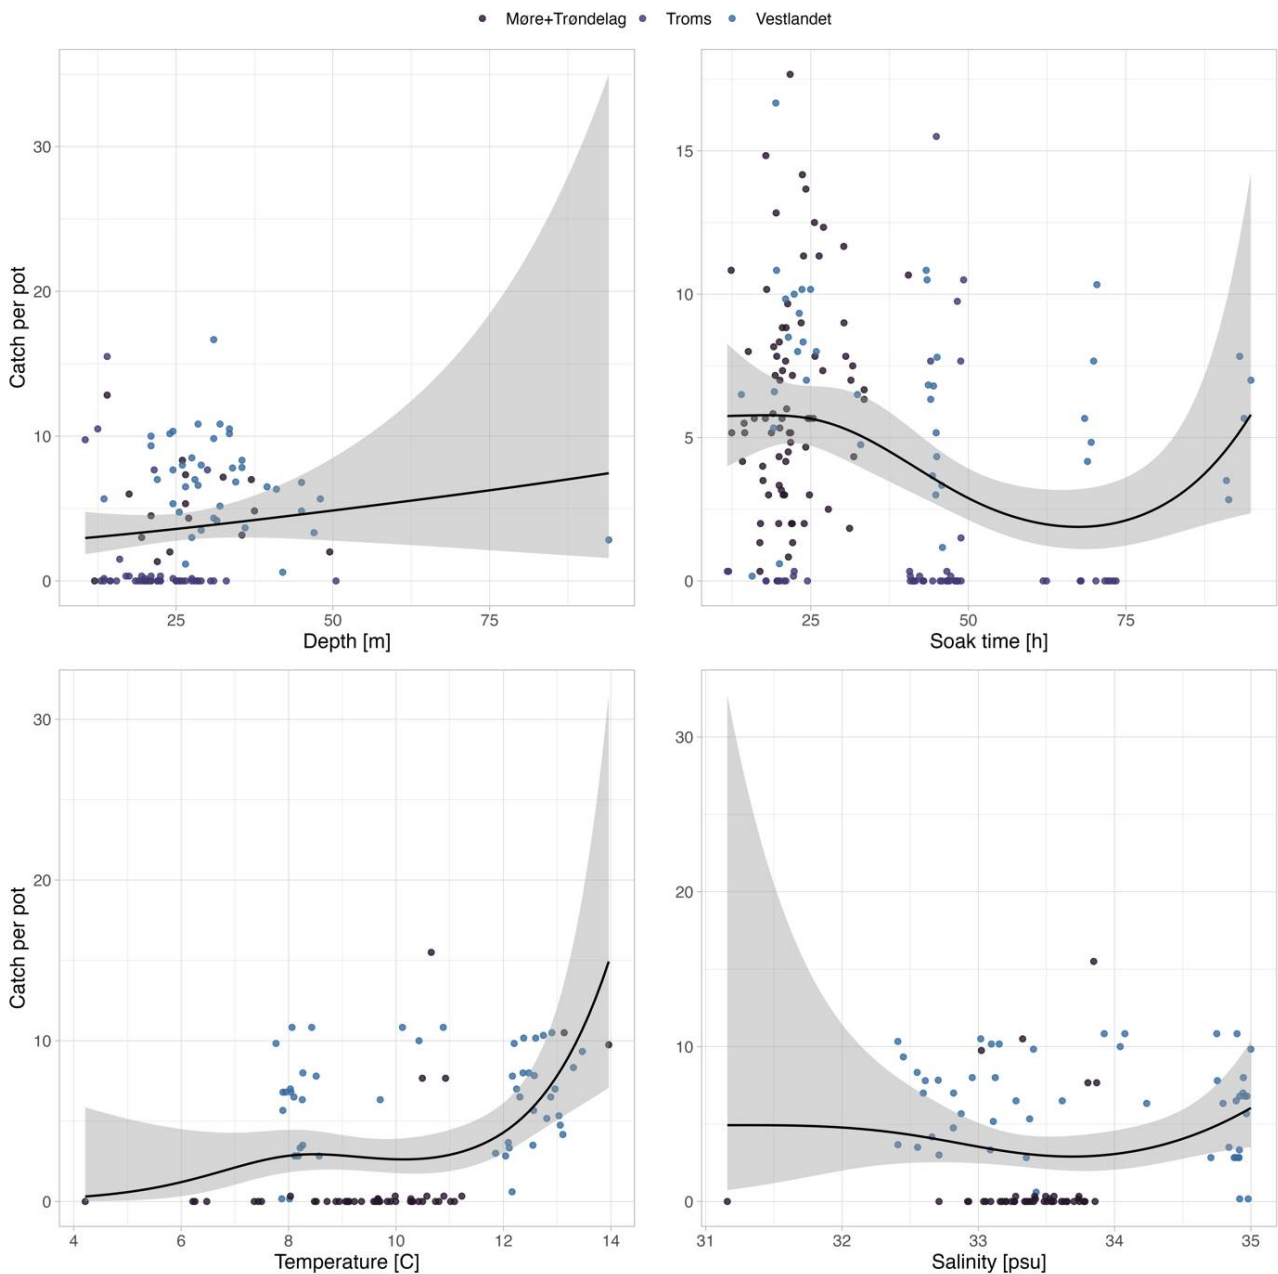 Møre+Trøndelag Troms Vestlandet
Catch per pot
30
20
10
0
25 50 75
Depth [m]
15
10
5
0
25 50 75
Soak time [h]
Catch per pot
30
20
10
0
4 6 8 10 12 14
Temperature [C]
30
20
10
0
31 32 33 34 35
Salinity [psu]